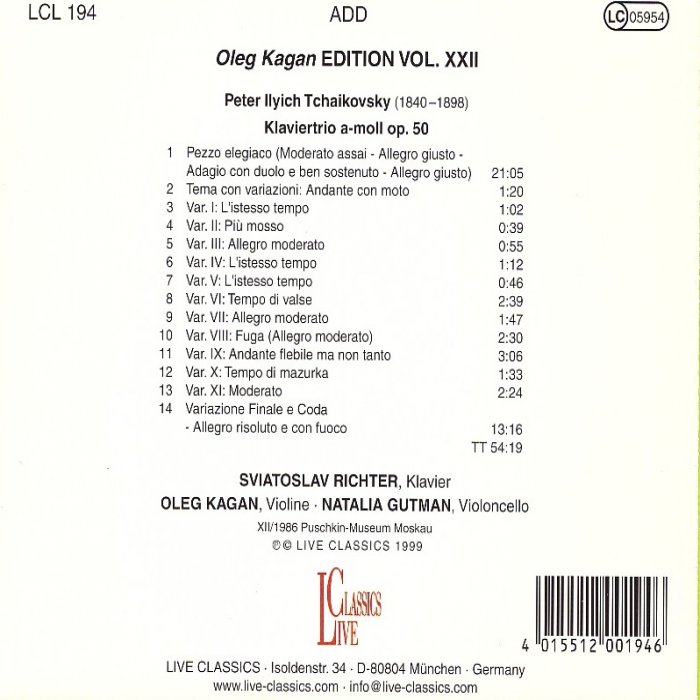 LCL 194 ADD LC 05954
Oleg Kagan EDITION VOL. XXII
Peter Ilyich Tchaikovsky (1840–1898)
Klaviertrio a-moll op. 50
1 Pezzo elegiaco (Moderato assai - Allegro giusto -
Adagio con duolo e ben sostenuto - Allegro giusto) 21:05
2 Tema con variazioni: Andante con moto 1:20
3 Var. I: L'istesso tempo 1:02
4 Var. II: Più mosso 0:39
5 Var. III: Allegro moderato 0:55
6 Var. IV: L'istesso tempo 1:12
7 Var. V: L'istesso tempo 0:46
8 Var. VI: Tempo di valse 2:39
9 Var. VII: Allegro moderato 1:47
10 Var. VIII: Fuga (Allegro moderato) 2:30
11 Var. IX: Andante flebile ma non tanto 3:06
12 Var. X: Tempo di mazurka 1:33
13 Var. XI: Moderato 2:24
14 Variazione Finale e Coda
- Allegro risoluto e con fuoco 13:16
TT 54:19
SVIATOSLAV RICHTER, Klavier
OLEG KAGAN, Violine · NATALIA GUTMAN, Violoncello
XII/1986 Puschkin-Museum Moskau
℗© LIVE CLASSICS 1999
LIVE CLASSICS
4 015512 001946
LIVE CLASSICS · Isoldenstr. 34 · D-80804 München · Germany
www.live-classics.com · info@live-classics.com